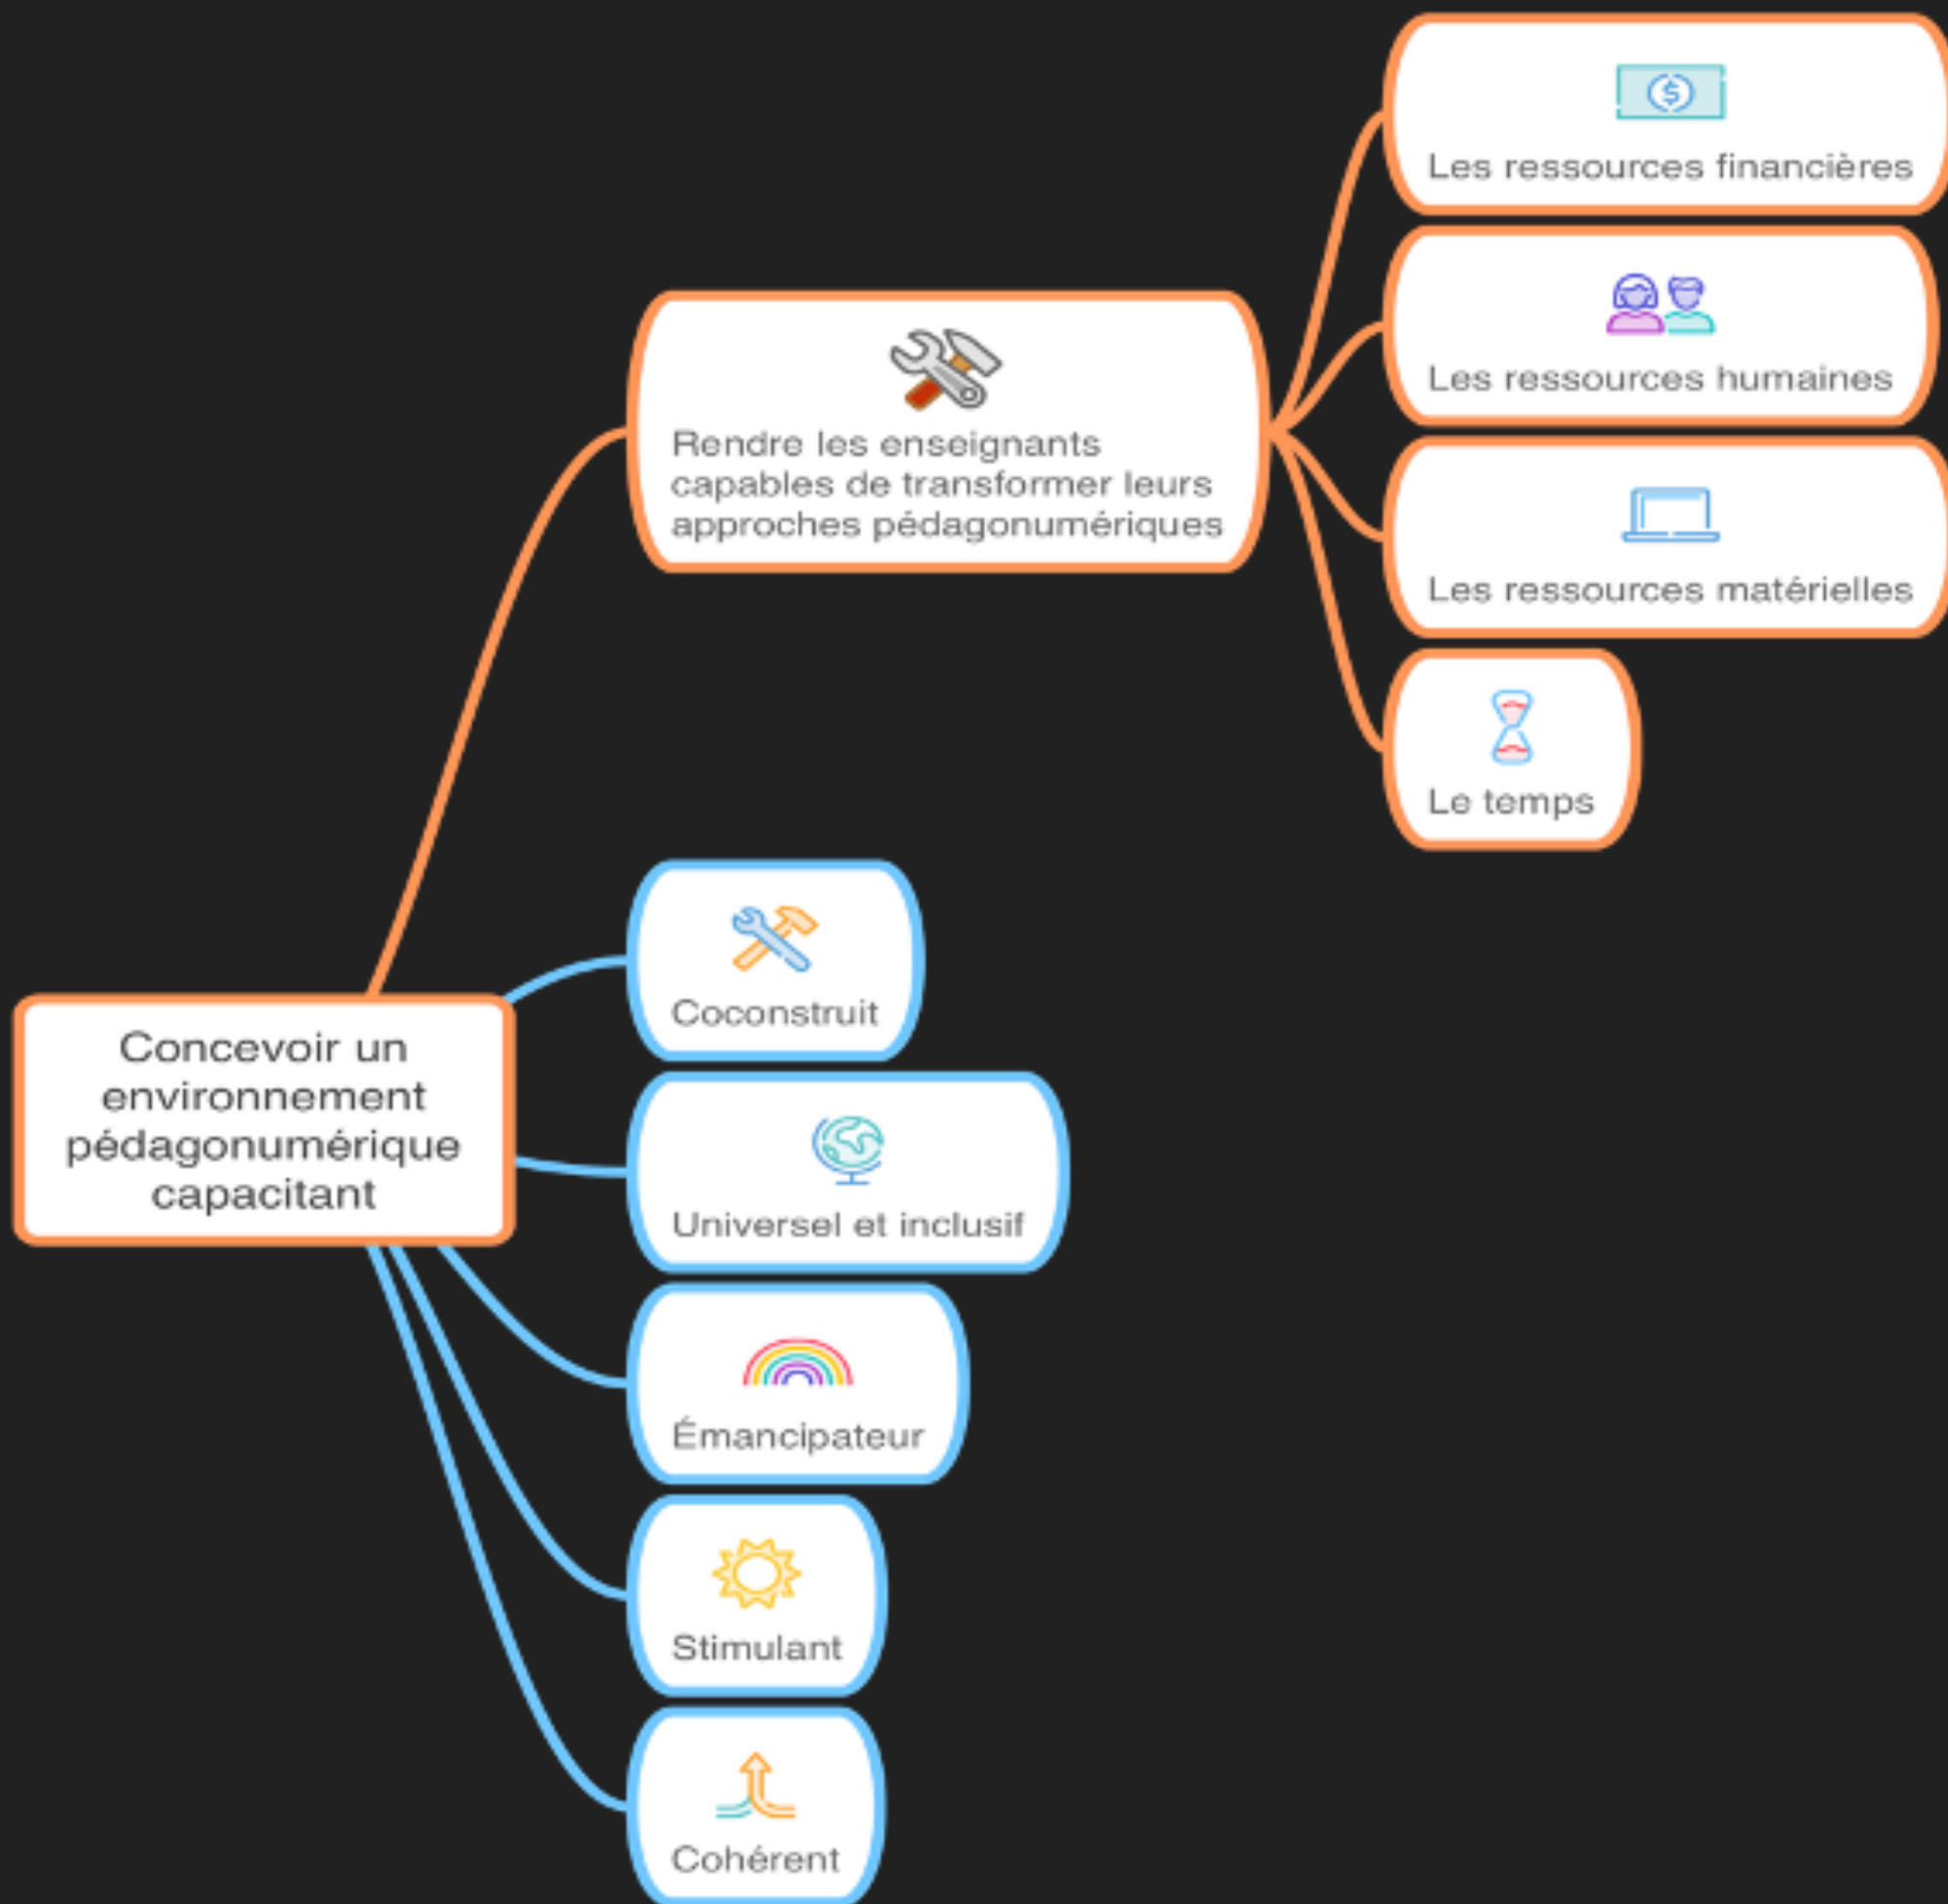 Les ressources financières
Les ressources humaines
Rendre les enseignants
capables de transformer leurs
approches pédagonumériques
Les ressources matérielles
Le temps
Concevoir un
environnement
pédagonumérique
capacitant
Coconstruit
Universel et inclusif
Émancipateur
Stimulant
Cohérent